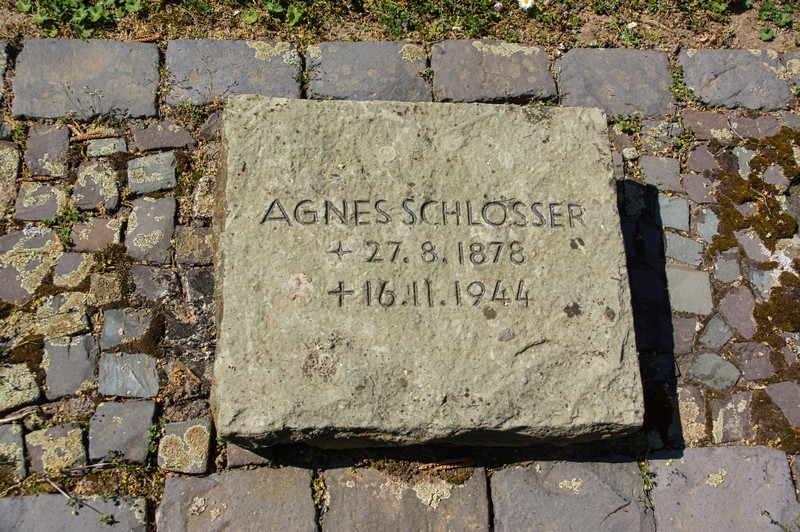 AGNES SCHLÖSSER
+ 27. 8. 1878
+ 16. 11. 1944